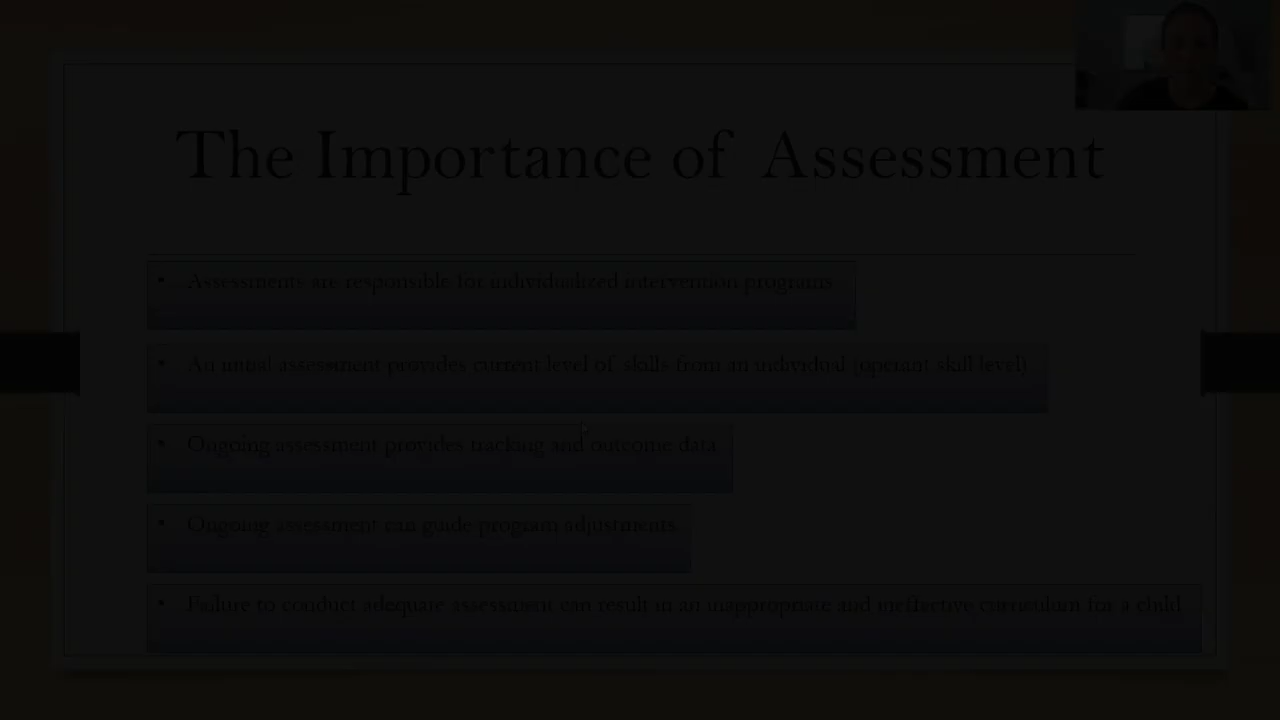 The Importance of Assessment
• Assessments are responsible for individualized intervention programs
• An initial assessment provides current level of skills from an individual (operant skill level)
• Ongoing assessment provides tracking and outcome data
• Ongoing assessment can guide program adjustments
• Failure to conduct adequate assessment can result in an inappropriate and ineffective curriculum for a child